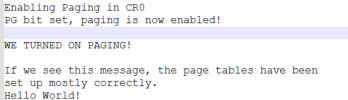 Enabling Paging in CR0
PG bit set, paging is now enabled!
WE TURNED ON PAGING!
If we see this message, the page tables have been
set up mostly correctly.
Hello World!